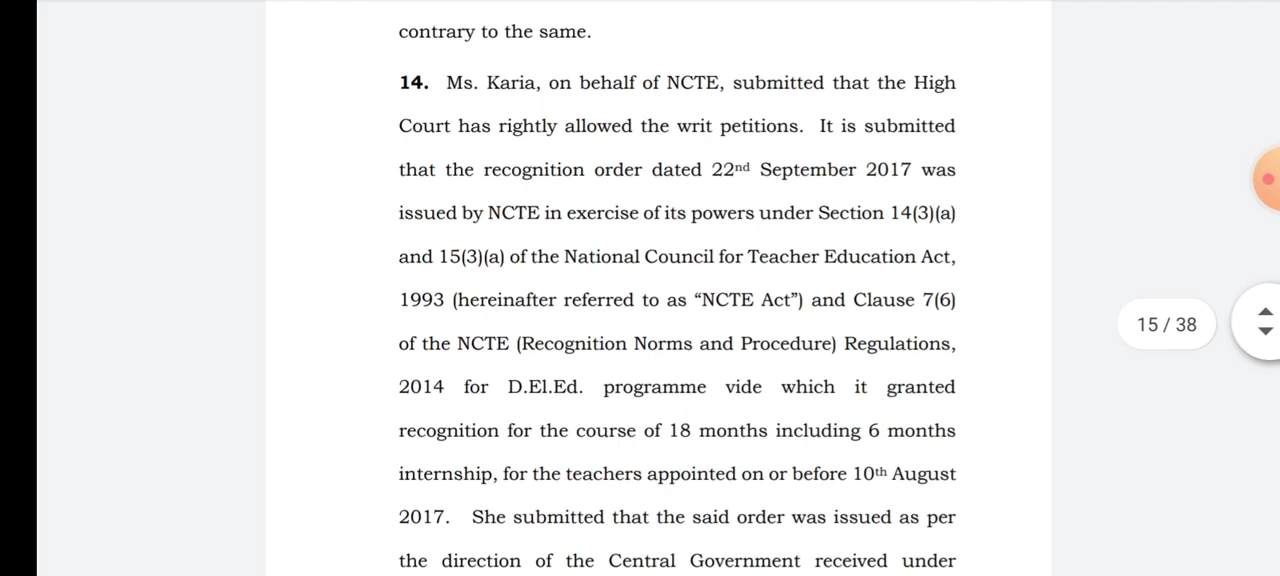 contrary to the same.
14. Ms. Karia, on behalf of NCTE, submitted that the High
Court has rightly allowed the writ petitions. It is submitted
that the recognition order dated 22nd September 2017 was
issued by NCTE in exercise of its powers under Section 14(3)(a)
and 15(3)(a) of the National Council for Teacher Education Act,
1993 (hereinafter referred to as “NCTE Act”) and Clause 7(6)
of the NCTE (Recognition Norms and Procedure) Regulations,
2014 for D.El.Ed. programme vide which it granted
recognition for the course of 18 months including 6 months
internship, for the teachers appointed on or before 10th August
2017. She submitted that the said order was issued as per
the direction of the Central Government received under
15 / 38